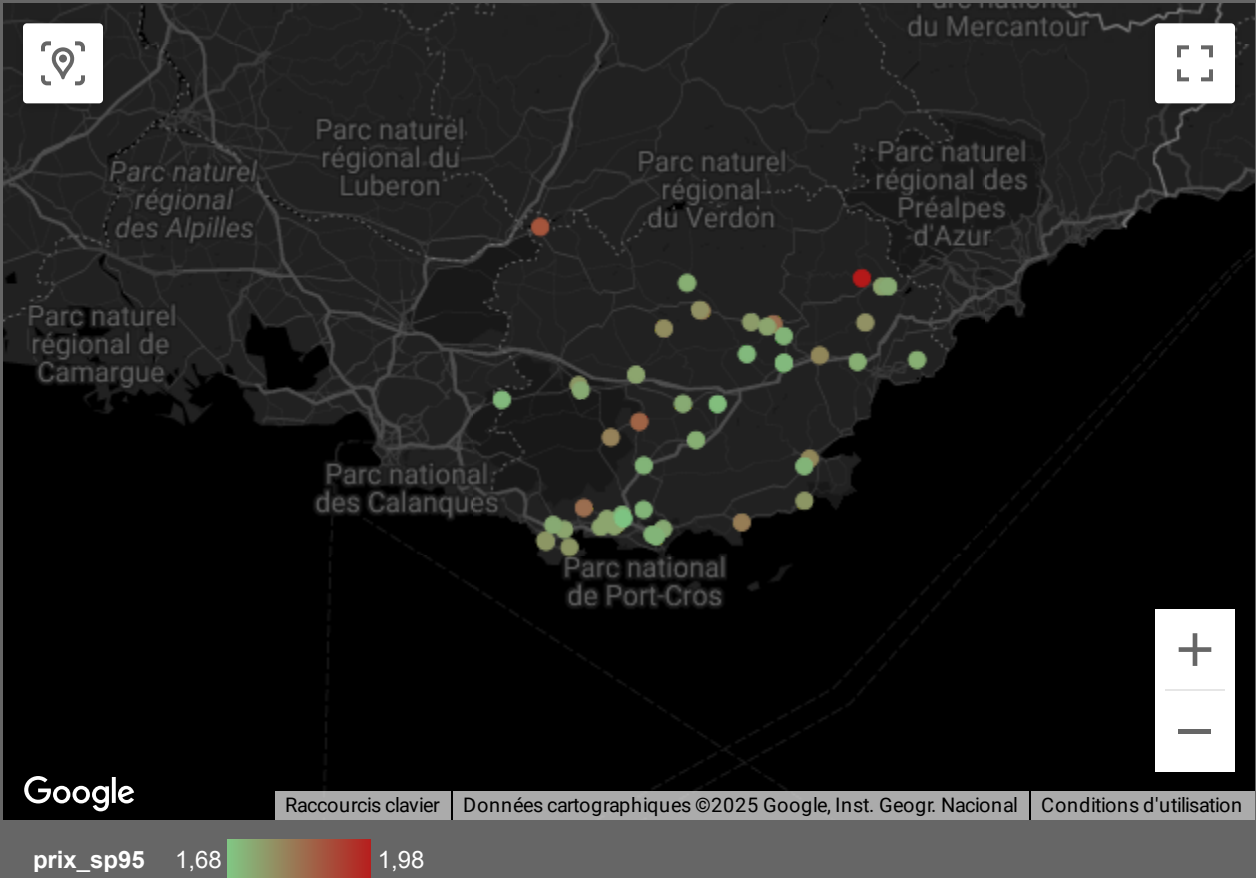 Parc national
du Mercantour
Parc naturel
régional du
Luberon
Parc naturel
régional
des Alpilles
Parc naturel
régional
du Verdon
Parc naturel
régional des
Préalpes
d'Azur
Parc naturel
régional de
Camargue
Parc national
des Calanques
Parc national
de Port-Cros
Google
Raccourcis clavier
Données cartographiques ©2025 Google, Inst. Geogr. Nacional
Conditions d'utilisation
prix_sp95 1,68 1,98